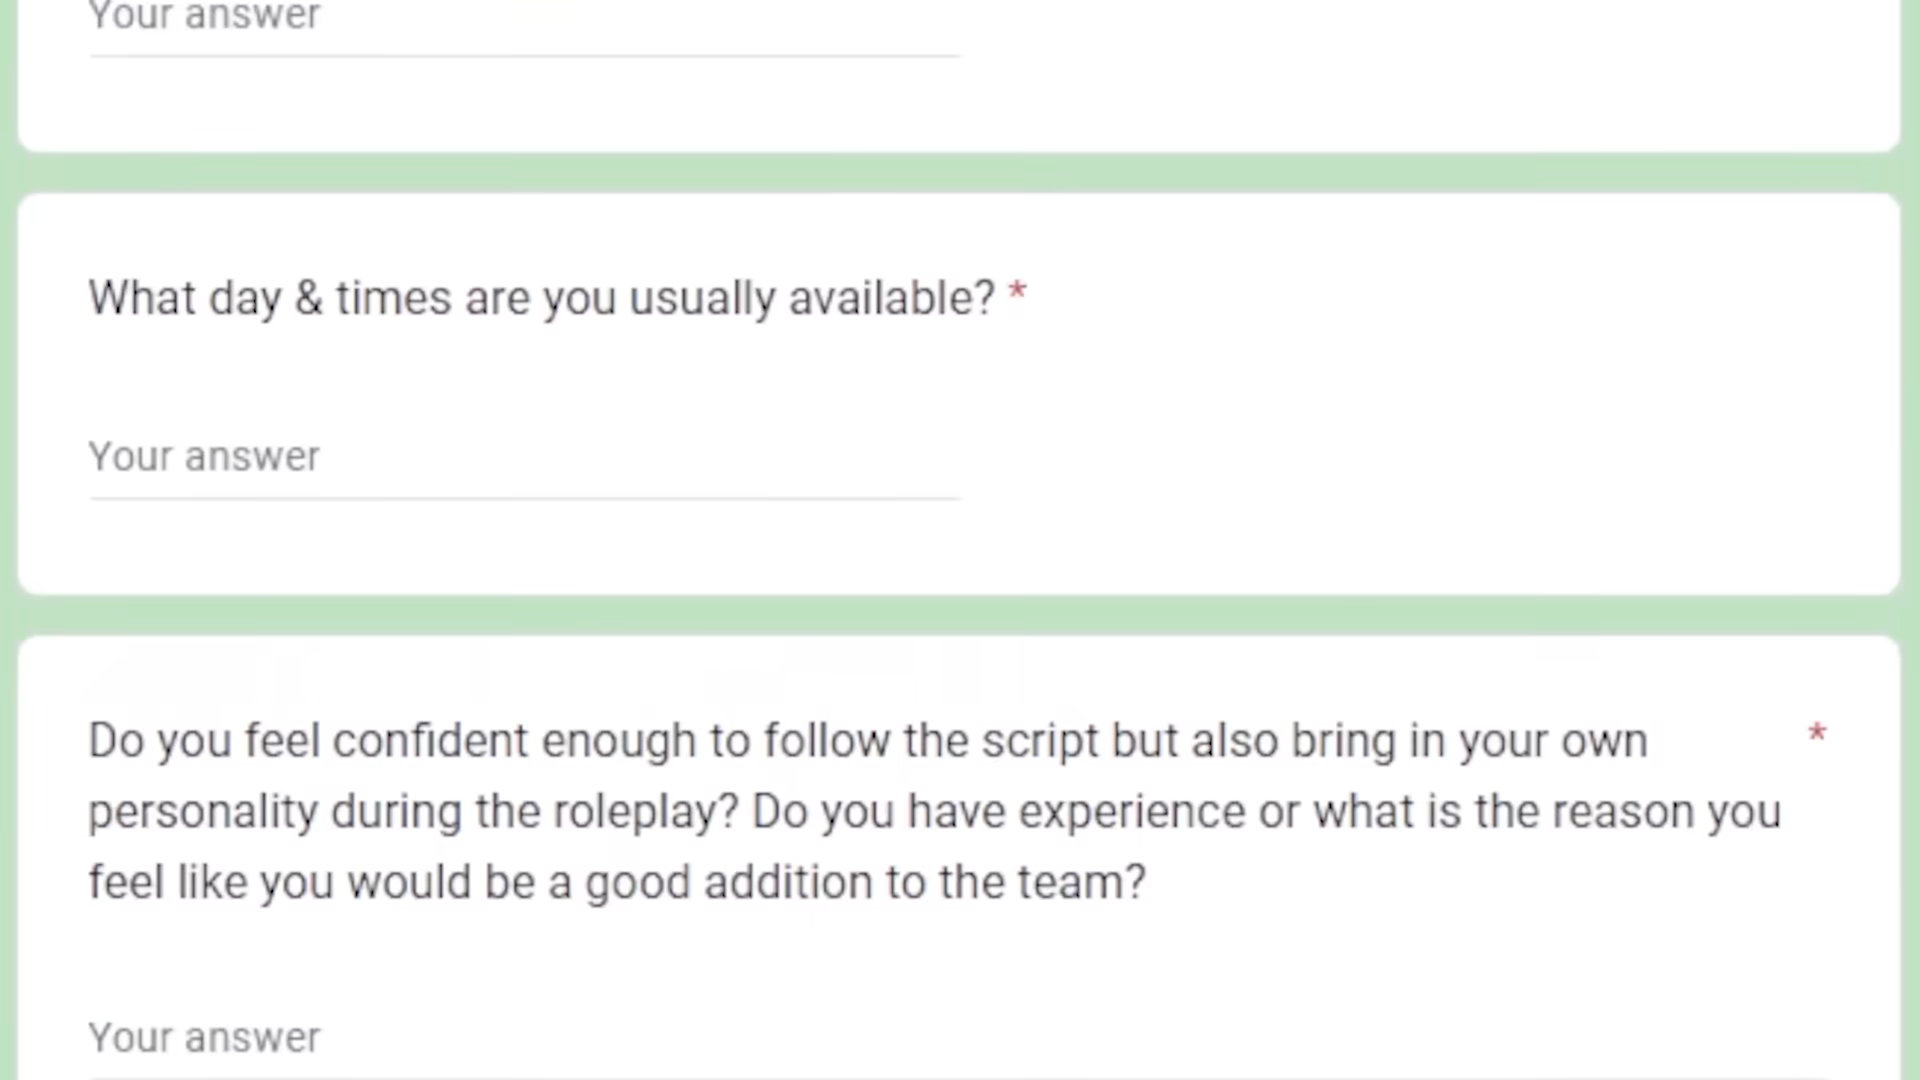 Your answer
What day & times are you usually available? *
Your answer
Do you feel confident enough to follow the script but also bring in your own *
personality during the roleplay? Do you have experience or what is the reason you
feel like you would be a good addition to the team?
Your answer